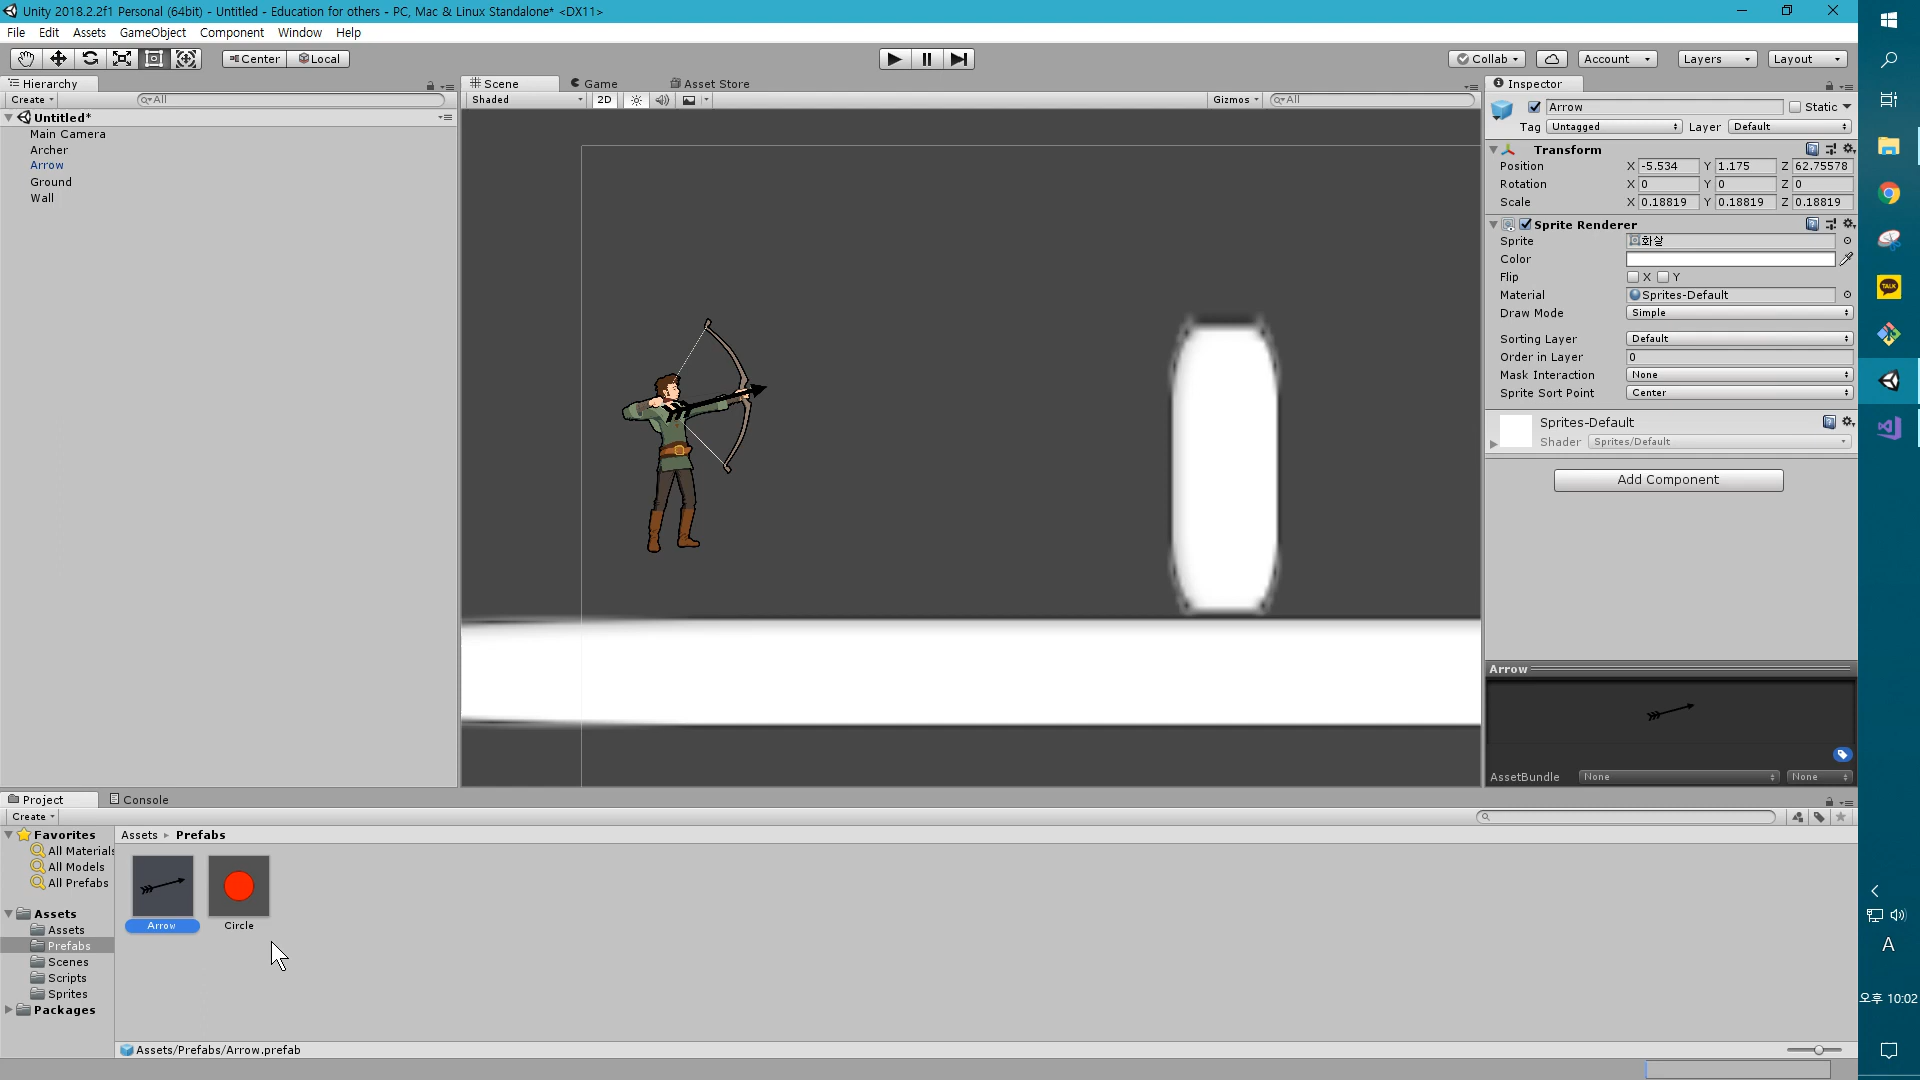 Unity 2018.2.2f1 Personal (64bit) - Untitled - Education for others - PC, Mac & Linux Standalone* <DX11>
File Edit Assets GameObject Component Window Help
Center Local
Collab Account Layers Layout
Hierarchy
Create All
Untitled*
Main Camera
Archer
Arrow
Ground
Wall
Scene Game Asset Store
Shaded 2D Gizmos All
Inspector
Arrow Static
Tag Untagged Layer Default
Transform
Position X -5.534 Y 1.175 Z 62.75578
Rotation X 0 Y 0 Z 0
Scale X 0.18819 Y 0.18819 Z 0.18819
Sprite Renderer
Sprite 화살
Color
Flip X Y
Material Sprites-Default
Draw Mode Simple
Sorting Layer Default
Order in Layer 0
Mask Interaction None
Sprite Sort Point Center
Sprites-Default
Shader Sprites/Default
Add Component
Arrow
AssetBundle None None
Project Console
Create
Favorites
All Materials
All Models
All Prefabs
Assets
Assets
Prefabs
Scenes
Scripts
Sprites
Packages
Assets Prefabs
Arrow Circle
Assets/Prefabs/Arrow.prefab
TALK
A
오후 10:02